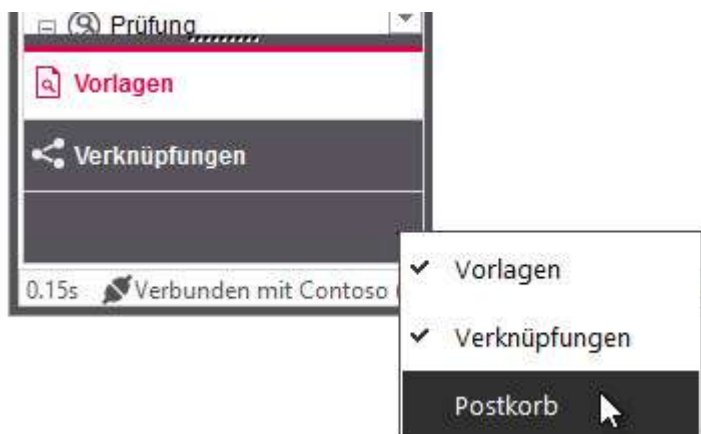 Prüfung
Vorlagen
Verknüpfungen
0.15s Verbunden mit Contoso (
Vorlagen
Verknüpfungen
Postkorb